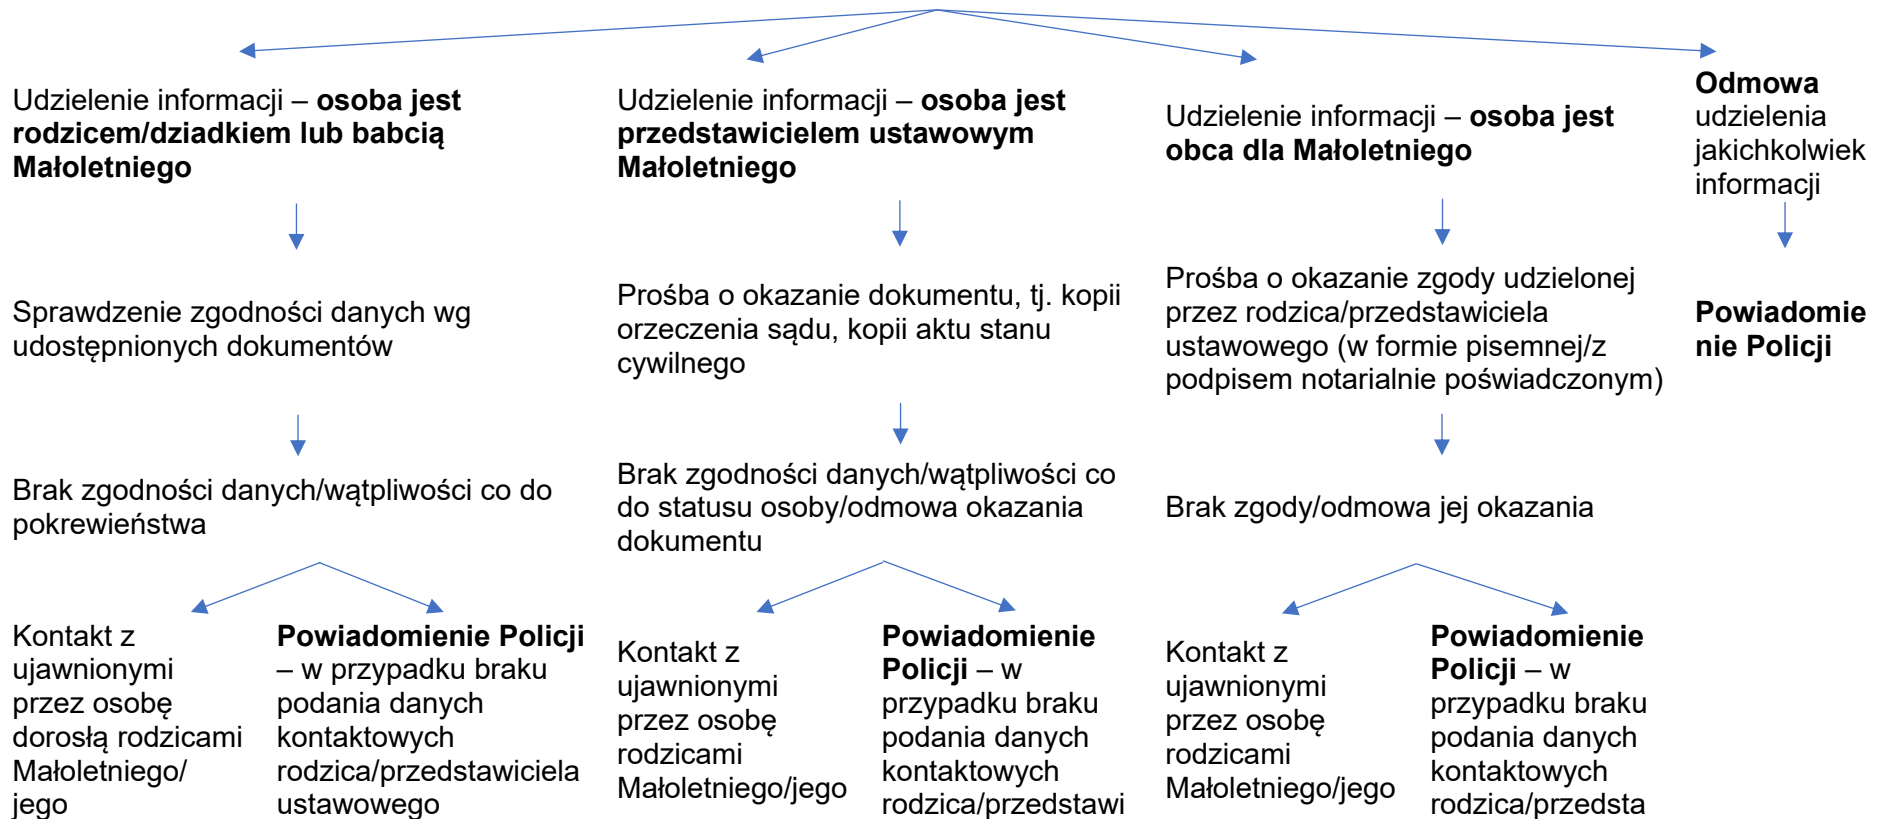 Udzielenie informacji – osoba jest
rodzicem/dziadkiem lub babcią
Małoletniego
Udzielenie informacji – osoba jest
przedstawicielem ustawowym
Małoletniego
Udzielenie informacji – osoba jest
obca dla Małoletniego
Odmowa
udzielenia
jakichkolwiek
informacji
Sprawdzenie zgodności danych wg
udostępnionych dokumentów
Prośba o okazanie dokumentu, tj. kopii
orzeczenia sądu, kopii aktu stanu
cywilnego
Prośba o okazanie zgody udzielonej
przez rodzica/przedstawiciela
ustawowego (w formie pisemnej/z
podpisem notarialnie poświadczonym)
Powiadomie
nie Policji
Brak zgodności danych/wątpliwości co do
pokrewieństwa
Brak zgodności danych/wątpliwości co
do statusu osoby/odmowa okazania
dokumentu
Brak zgody/odmowa jej okazania
Kontakt z
ujawnionymi
przez osobę
dorosłą rodzicami
Małoletniego/
jego
Powiadomienie Policji
– w przypadku braku
podania danych
kontaktowych
rodzica/przedstawiciela
ustawowego
Kontakt z
ujawnionymi
przez osobę
rodzicami
Małoletniego/jego
Powiadomienie
Policji – w
przypadku braku
podania danych
kontaktowych
rodzica/przedstawi
Kontakt z
ujawnionymi
przez osobę
rodzicami
Małoletniego/jego
Powiadomienie
Policji – w
przypadku braku
podania danych
kontaktowych
rodzica/przedsta